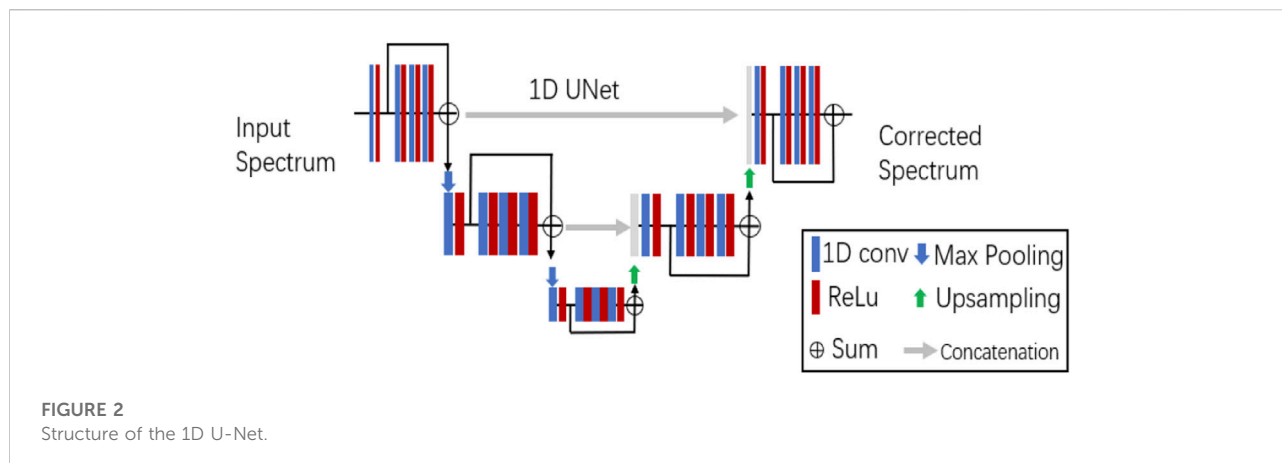 1D UNet
Input
Spectrum
Corrected
Spectrum
1D conv
Max Pooling
ReLu
Upsampling
Sum
Concatenation
FIGURE 2
Structure of the 1D U-Net.